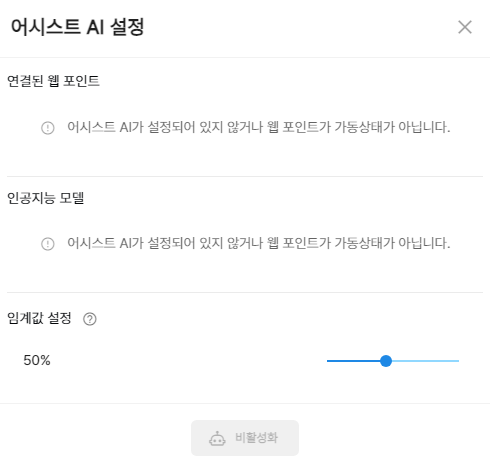 어시스트 AI 설정
연결된 웹 포인트
어시스트 AI가 설정되어 있지 않거나 웹 포인트가 가동상태가 아닙니다.
인공지능 모델
어시스트 AI가 설정되어 있지 않거나 웹 포인트가 가동상태가 아닙니다.
임계값 설정
50%
비활성화